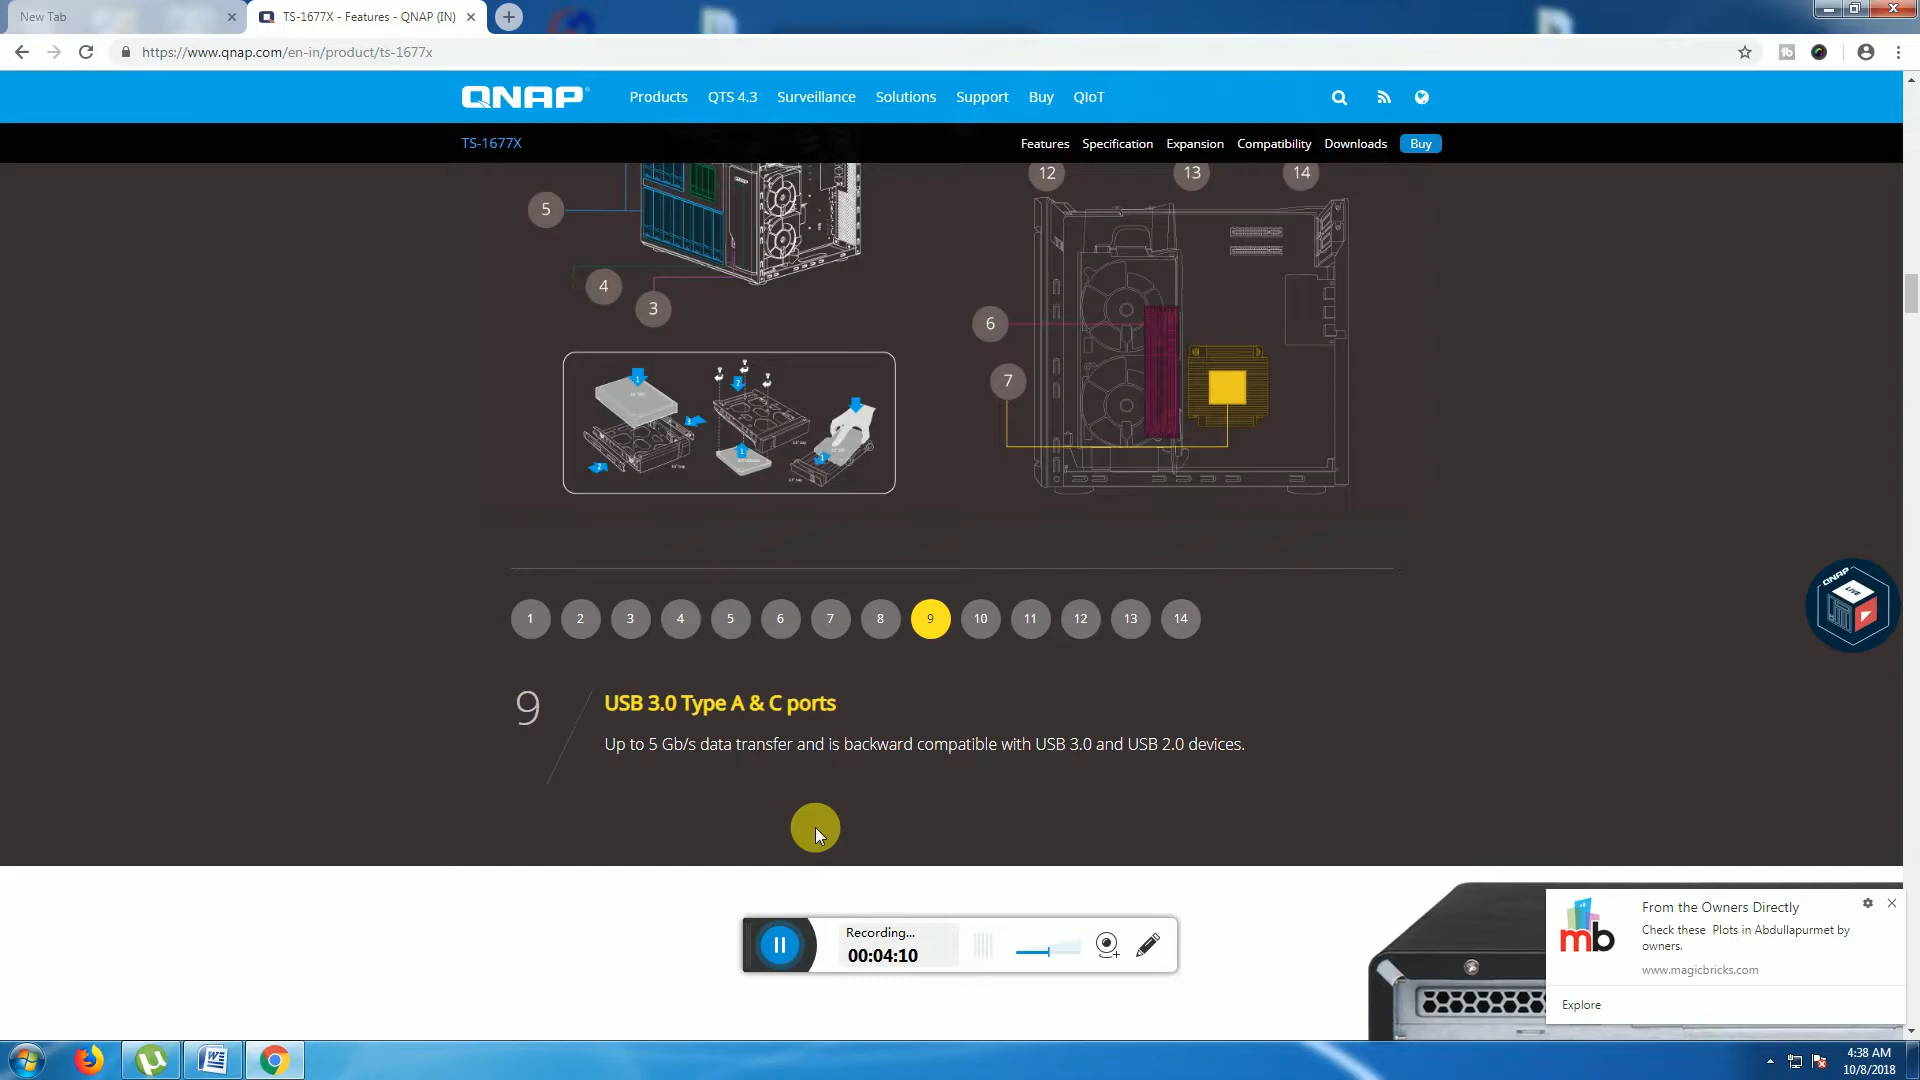 New Tab
TS-1677X - Features - QNAP (IN)
https://www.qnap.com/en-in/product/ts-1677x
QNAP
Products QTS 4.3 Surveillance Solutions Support Buy QIoT
TS-1677X
Features Specification Expansion Compatibility Downloads Buy
12 13 14
5
4
3
6
7
1 2 3 4 5 6 7 8 9 10 11 12 13 14
9
USB 3.0 Type A & C ports
Up to 5 Gb/s data transfer and is backward compatible with USB 3.0 and USB 2.0 devices.
QNAP
LIVE
Recording...
00:04:10
mb
From the Owners Directly
Check these Plots in Abdullapurmet by
owners.
www.magicbricks.com
Explore
4:38 AM
10/8/2018